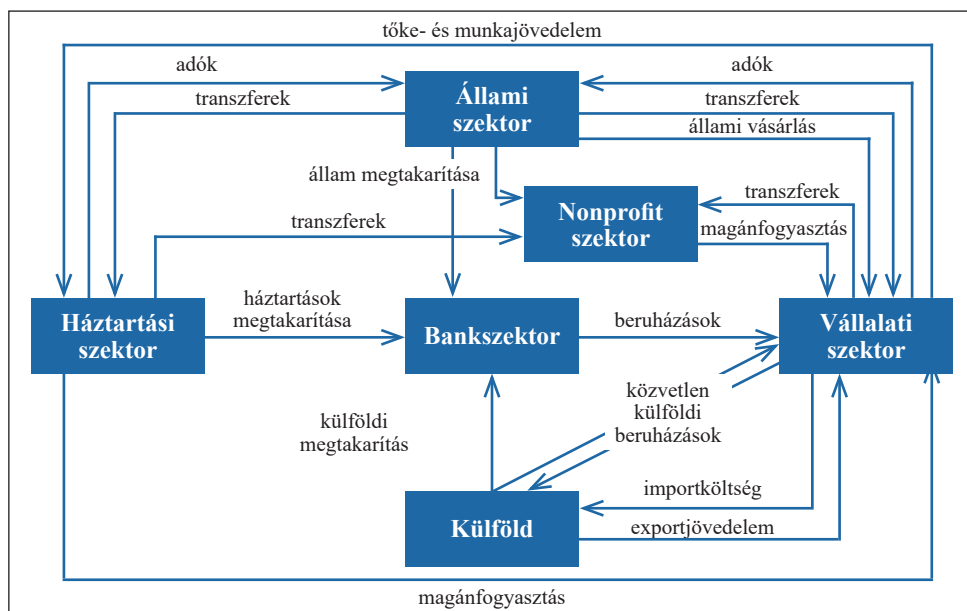 tőke- és munkajövedelem
adók
adók
transzferek
Állami
szektor
transzferek
állami vásárlás
állam megtakarítása
transzferek
Nonprofit
szektor
transzferek
magánfogyasztás
Háztartási
szektor
háztartások
megtakarítása
Bankszektor
beruházások
Vállalati
szektor
külföldi
megtakarítás
közvetlen
külföldi
beruházások
Külföld
importköltség
exportjövedelem
magánfogyasztás